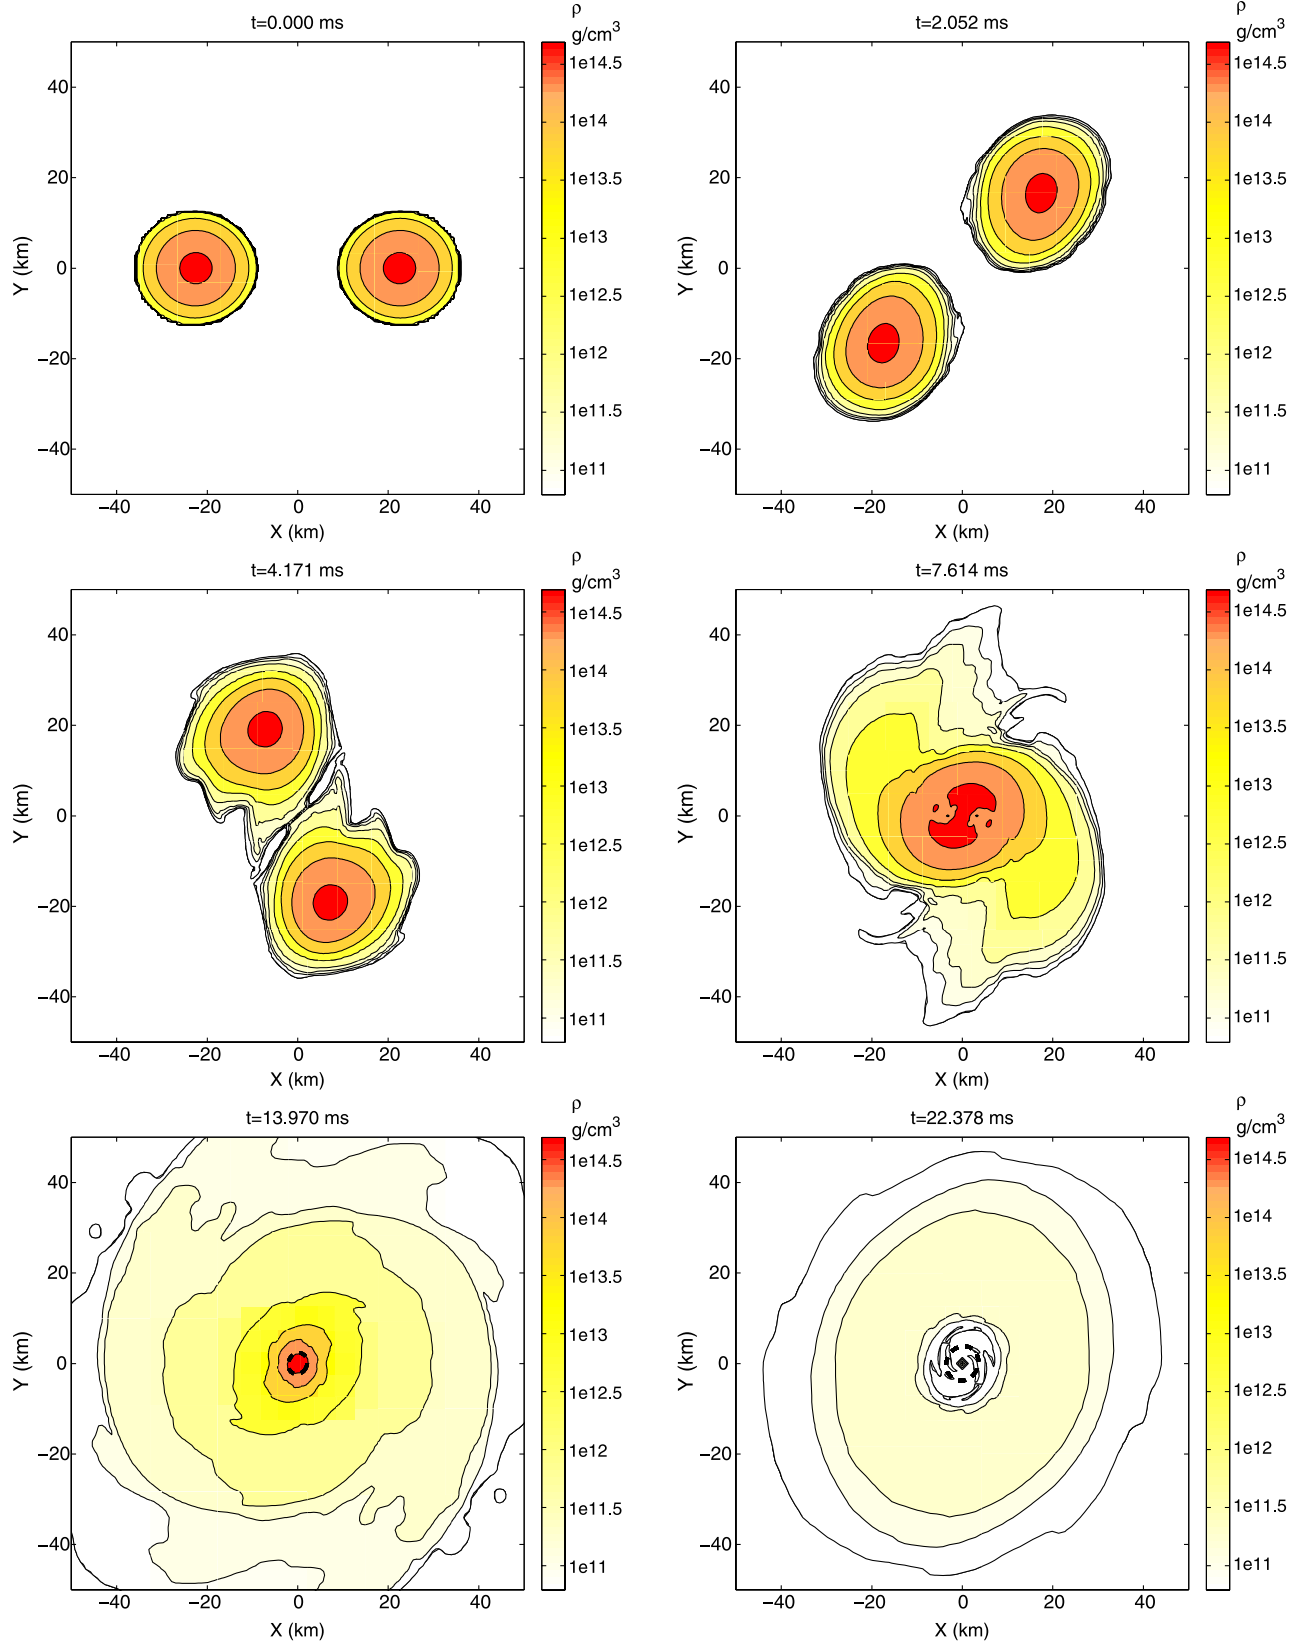 t=0.000 ms
ρ
g/cm3
40
20
0
−20
−40
Y (km)
−40 −20 0 20 40
X (km)
1e14.5
1e14
1e13.5
1e13
1e12.5
1e12
1e11.5
1e11
t=2.052 ms
ρ
g/cm3
40
20
0
−20
−40
Y (km)
−40 −20 0 20 40
X (km)
1e14.5
1e14
1e13.5
1e13
1e12.5
1e12
1e11.5
1e11
t=4.171 ms
ρ
g/cm3
40
20
0
−20
−40
Y (km)
−40 −20 0 20 40
X (km)
1e14.5
1e14
1e13.5
1e13
1e12.5
1e12
1e11.5
1e11
t=7.614 ms
ρ
g/cm3
40
20
0
−20
−40
Y (km)
−40 −20 0 20 40
X (km)
1e14.5
1e14
1e13.5
1e13
1e12.5
1e12
1e11.5
1e11
t=13.970 ms
ρ
g/cm3
40
20
0
−20
−40
Y (km)
−40 −20 0 20 40
X (km)
1e14.5
1e14
1e13.5
1e13
1e12.5
1e12
1e11.5
1e11
t=22.378 ms
ρ
g/cm3
40
20
0
−20
−40
Y (km)
−40 −20 0 20 40
X (km)
1e14.5
1e14
1e13.5
1e13
1e12.5
1e12
1e11.5
1e11